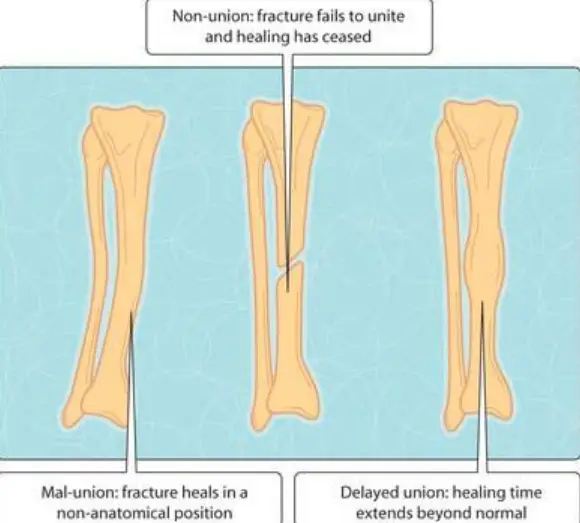 Non-union: fracture fails to unite
and healing has ceased
Mal-union: fracture heals in a
non-anatomical position
Delayed union: healing time
extends beyond normal